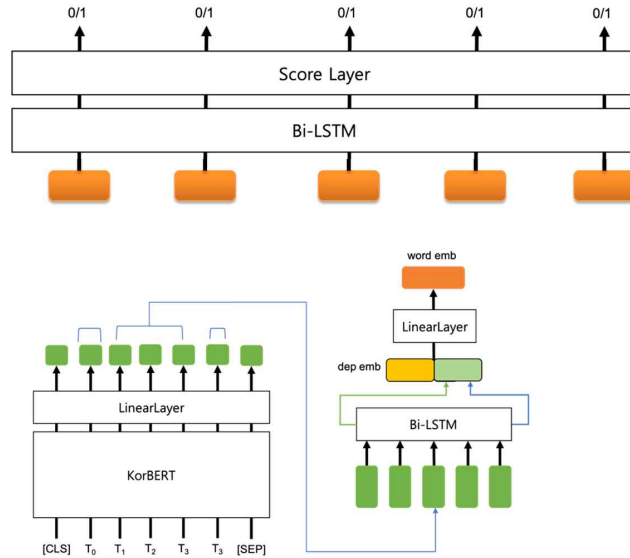 0/1 0/1 0/1 0/1 0/1
Score Layer
Bi-LSTM
word emb
LinearLayer
dep emb
LinearLayer
Bi-LSTM
KorBERT
[CLS] T0 T1 T2 T3 T3 [SEP]